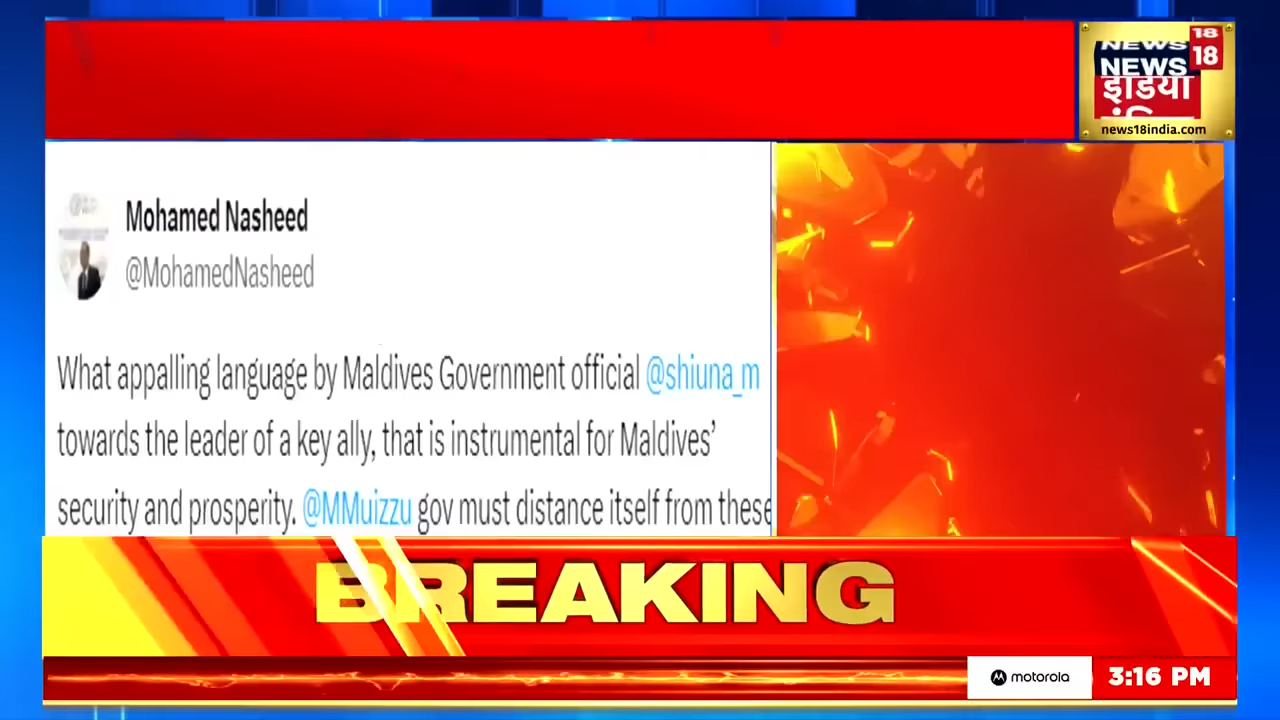 18
NEWS
18
NEWS
इंडिया
news18india.com
Mohamed Nasheed
@MohamedNasheed
What appalling language by Maldives Government official @shiuna_m
towards the leader of a key ally, that is instrumental for Maldives’
security and prosperity. @MMuizzu gov must distance itself from these
BREAKING
motorola
3:16 PM